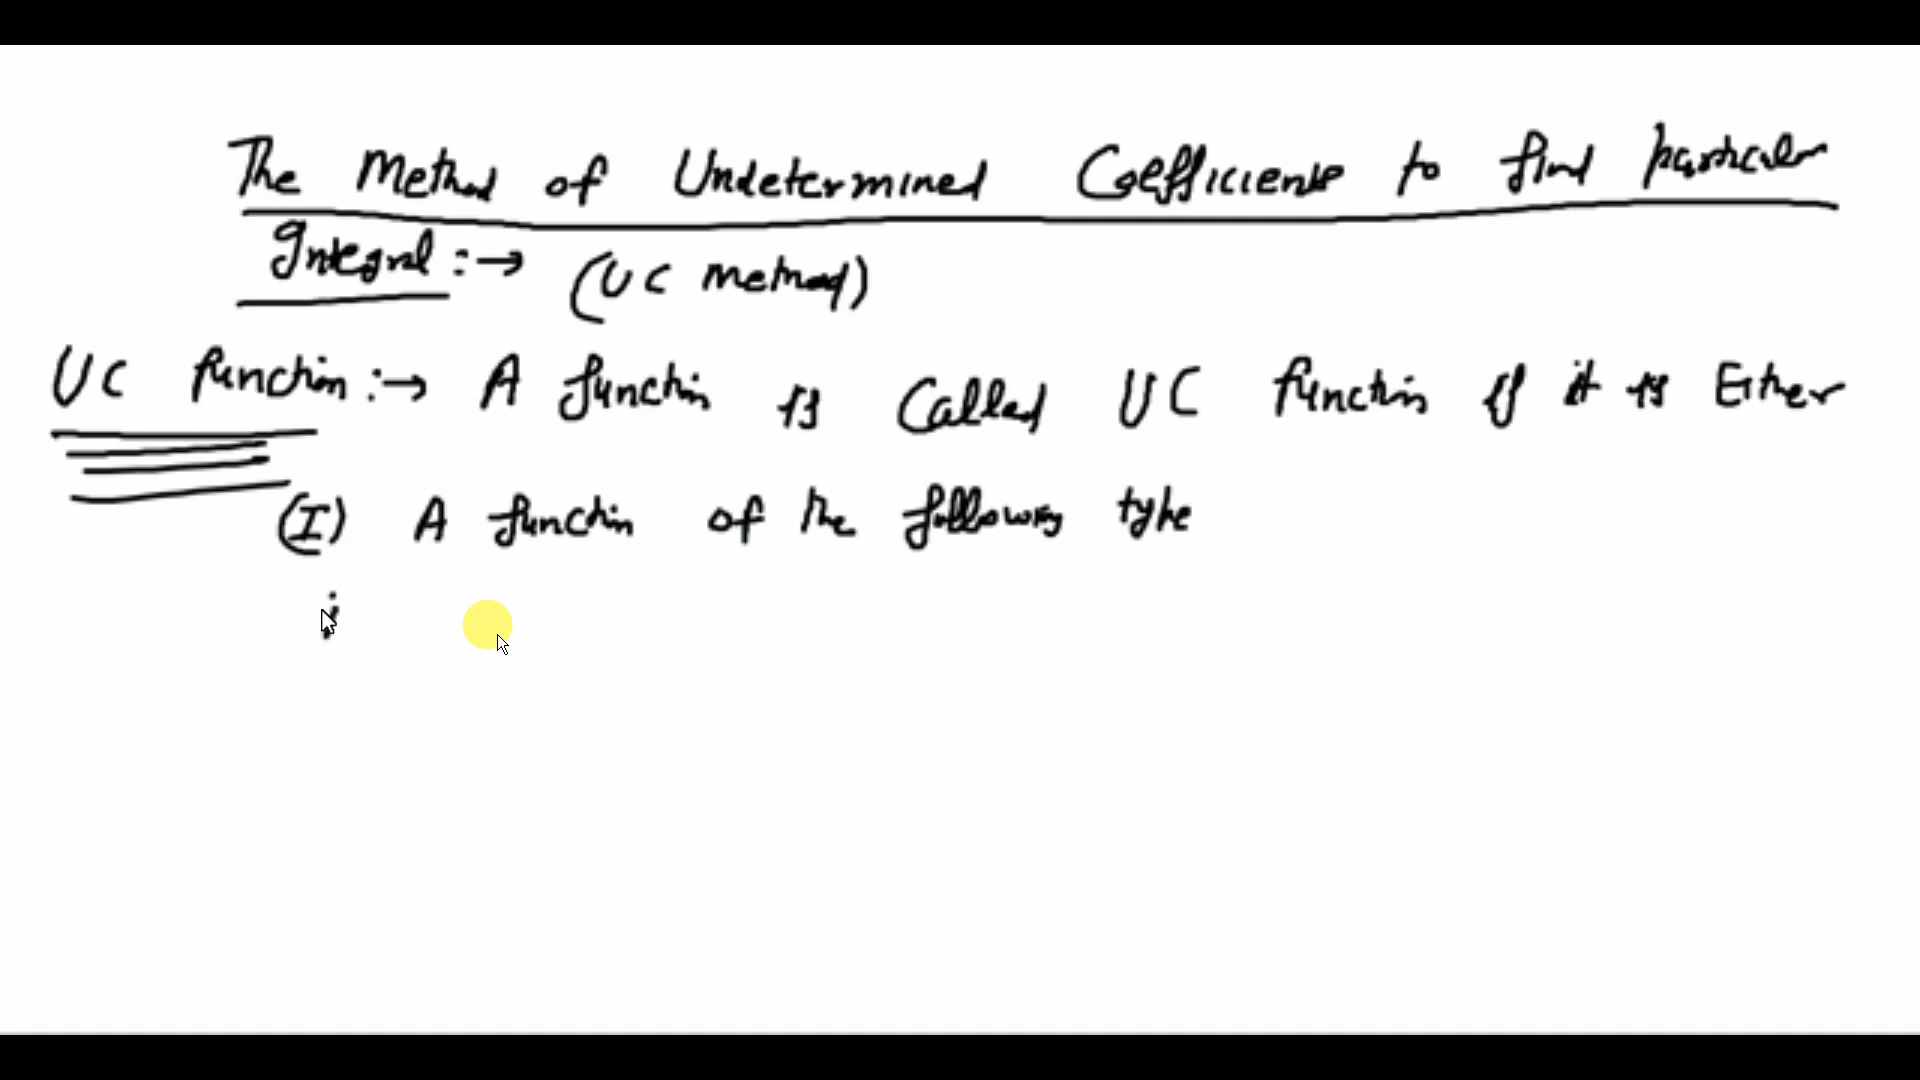 The Method of Undetermined Coefficients to find particular
Integral :→ (UC method)
UC function :→ A function is Called UC function if it is Either
(I) A function of the following type
i